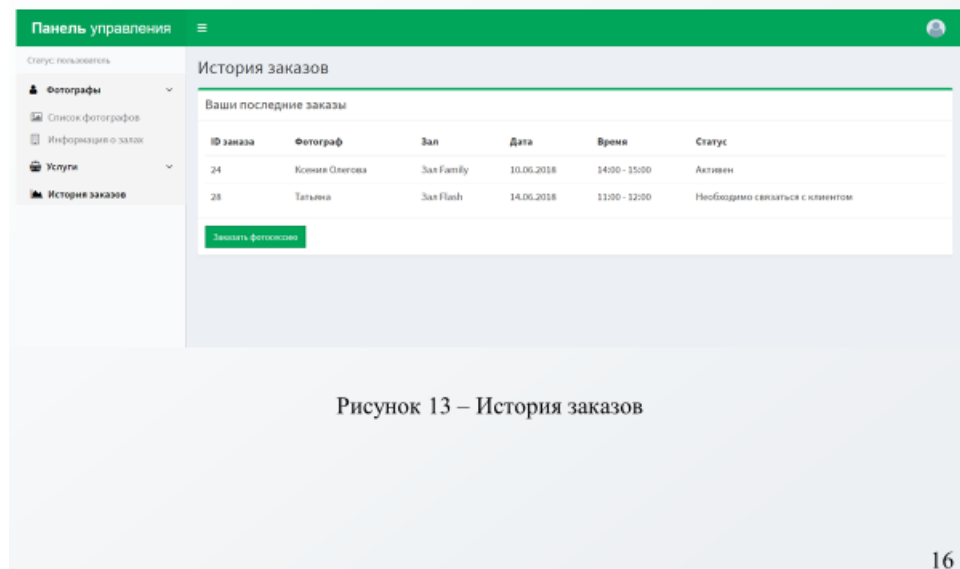 Панель управления
Статус: пользователь
Фотографы
Список фотографов
Информация о залах
Услуги
История заказов
История заказов
Ваши последние заказы
ID заказа Фотограф Зал Дата Время Статус
24 Ксения Олегова Зал Family 10.06.2018 14:00 - 15:00 Активен
28 Татьяна Зал Flash 14.06.2018 11:00 - 12:00 Необходимо связаться с клиентом
Заказать фотосессию
Рисунок 13 – История заказов
16